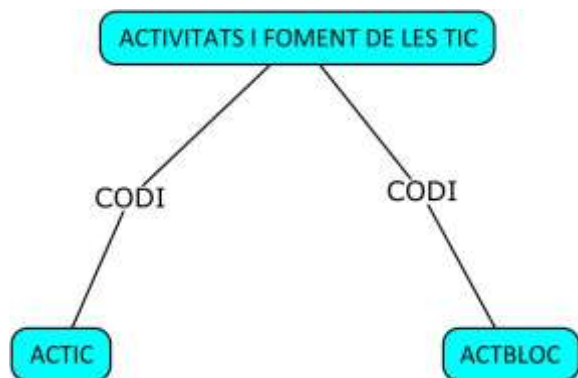 ACTIVITATS I FOMENT DE LES TIC
CODI
CODI
ACTIC
ACTBLOC